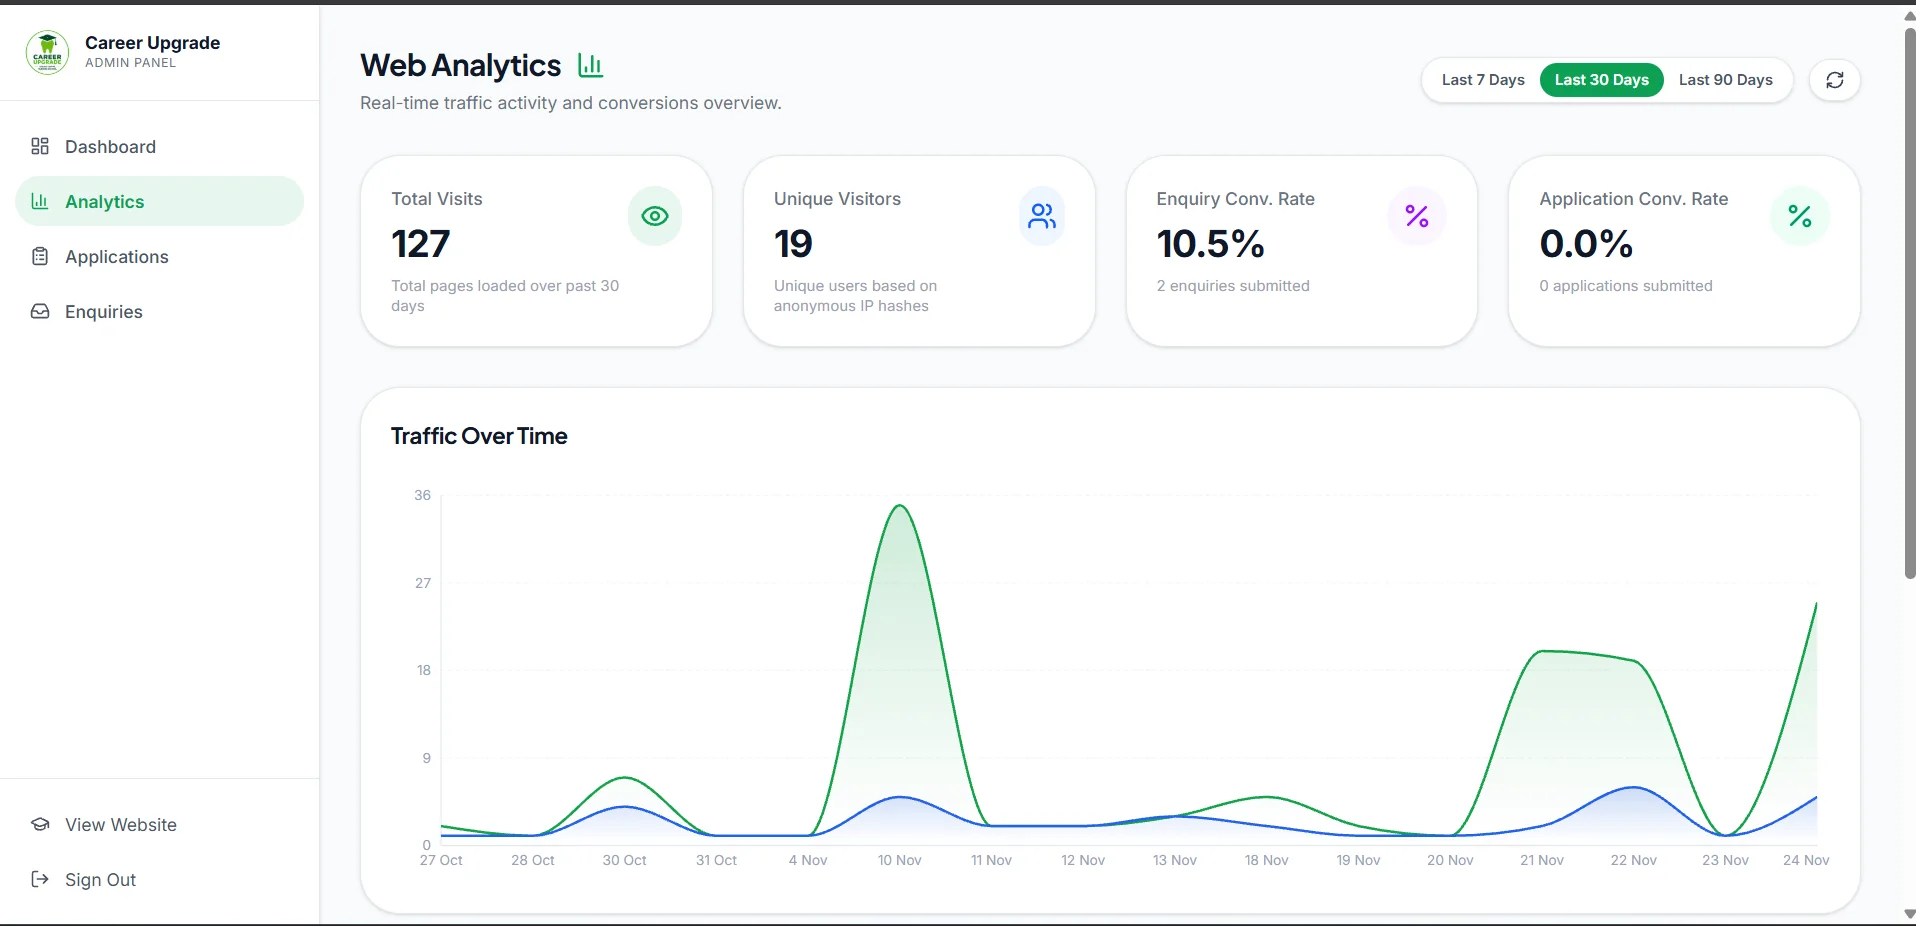 CAREER
UPGRADE
Career Upgrade
ADMIN PANEL
Dashboard
Analytics
Applications
Enquiries
View Website
Sign Out
Web Analytics
Real-time traffic activity and conversions overview.
Last 7 Days
Last 30 Days
Last 90 Days
Total Visits
127
Total pages loaded over past 30
days
Unique Visitors
19
Unique users based on
anonymous IP hashes
Enquiry Conv. Rate
10.5%
2 enquiries submitted
Application Conv. Rate
0.0%
0 applications submitted
Traffic Over Time
36
27
18
9
0
27 Oct
28 Oct
30 Oct
31 Oct
4 Nov
10 Nov
11 Nov
12 Nov
13 Nov
18 Nov
19 Nov
20 Nov
21 Nov
22 Nov
23 Nov
24 Nov